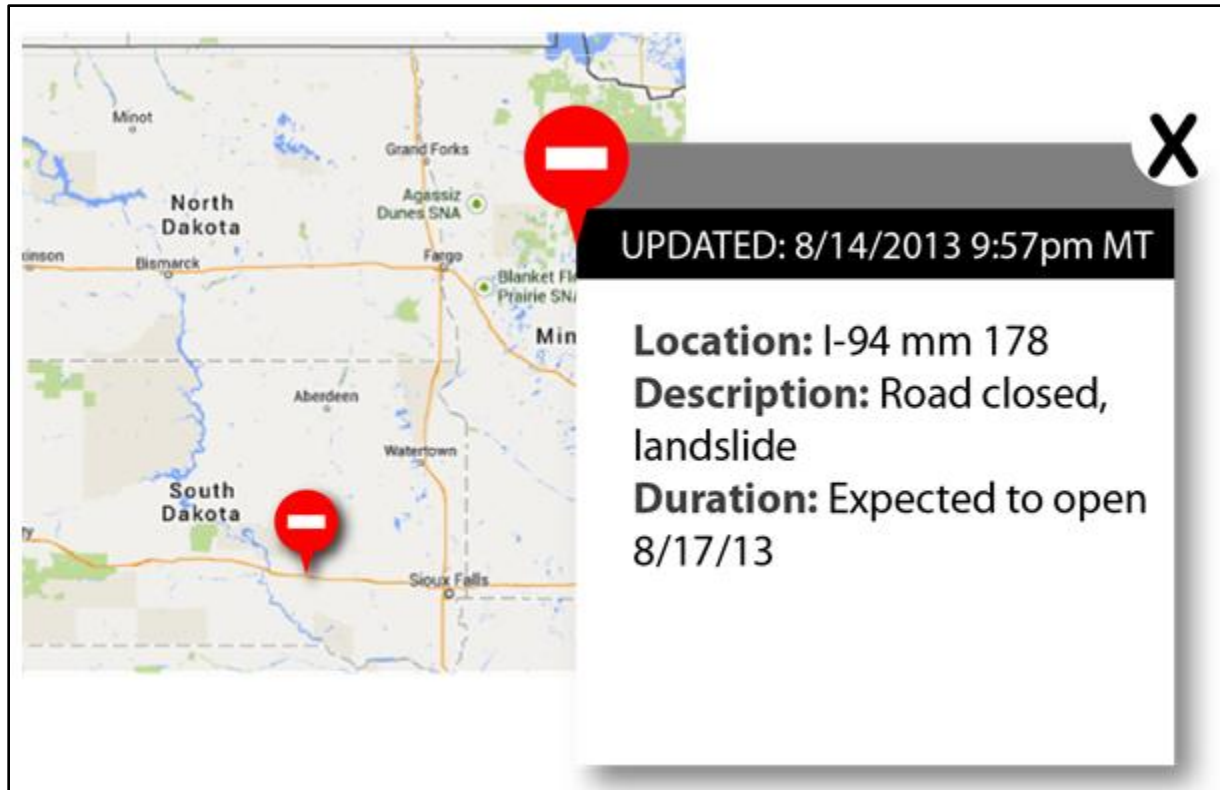 Minot
Grand Forks
Agassiz
Dunes SNA
North
Dakota
Bismarck
Fargo
Prairie SNA
Aberdeen
Watertown
South
Dakota
Sioux Falls
X
UPDATED: 8/14/2013 9:57pm MT
Location: I-94 mm 178
Description: Road closed,
landslide
Duration: Expected to open
8/17/13